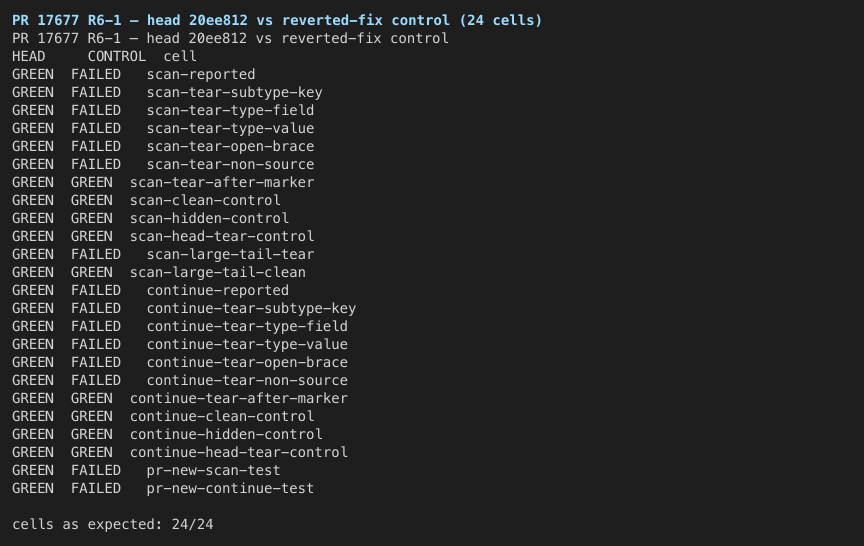 PR 17677 R6-1 — head 20ee812 vs reverted-fix control (24 cells)
PR 17677 R6-1 — head 20ee812 vs reverted-fix control
HEAD    CONTROL  cell
GREEN  FAILED   scan-reported
GREEN  FAILED   scan-tear-subtype-key
GREEN  FAILED   scan-tear-type-field
GREEN  FAILED   scan-tear-type-value
GREEN  FAILED   scan-tear-open-brace
GREEN  FAILED   scan-tear-non-source
GREEN  GREEN  scan-tear-after-marker
GREEN  GREEN  scan-clean-control
GREEN  GREEN  scan-hidden-control
GREEN  GREEN  scan-head-tear-control
GREEN  FAILED   scan-large-tail-tear
GREEN  GREEN  scan-large-tail-clean
GREEN  FAILED   continue-reported
GREEN  FAILED   continue-tear-subtype-key
GREEN  FAILED   continue-tear-type-field
GREEN  FAILED   continue-tear-type-value
GREEN  FAILED   continue-tear-open-brace
GREEN  FAILED   continue-tear-non-source
GREEN  GREEN  continue-tear-after-marker
GREEN  GREEN  continue-clean-control
GREEN  GREEN  continue-hidden-control
GREEN  GREEN  continue-head-tear-control
GREEN  FAILED   pr-new-scan-test
GREEN  FAILED   pr-new-continue-test
cells as expected: 24/24